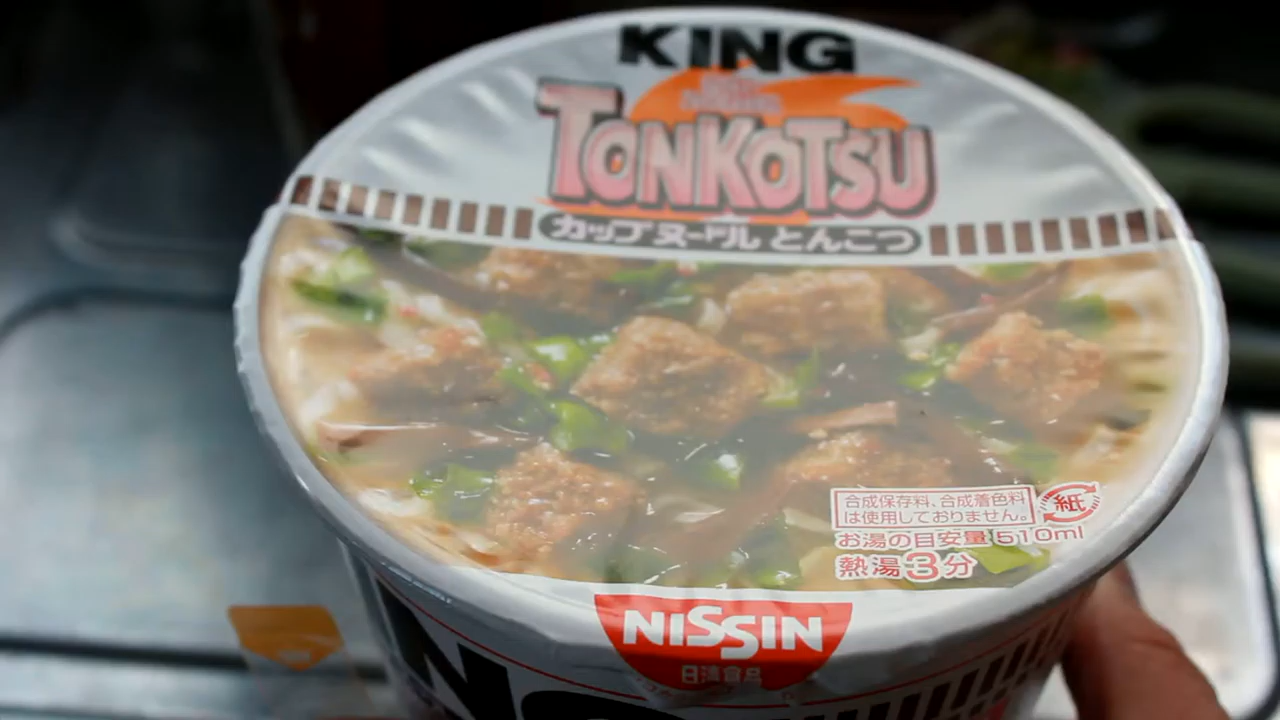 KING
TONKOTSU
カップヌードル とんこつ
合成保存料、合成着色料
は使用しておりません。
紙
お湯の目安量 510ml
熱湯3分
NISSIN
日清食品